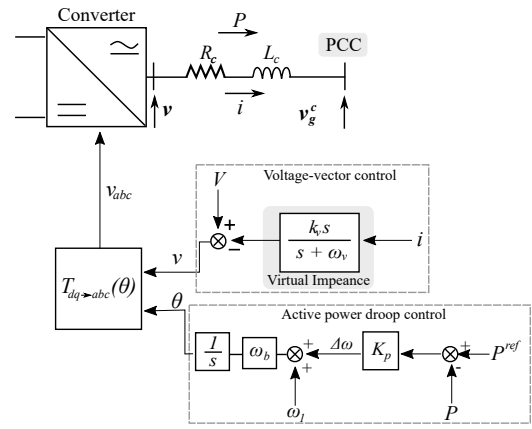 Converter
P
PCC
R_c
L_c
v
i
v_g^c
v_abc
Voltage-vector control
V
+
−
k_v s
s + ω_v
i
Virtual Impeance
v
T_dq→abc(θ)
θ
Active power droop control
1
s
ω_b
+
+
Δω
K_p
+
-
P^ref
ω_1
P